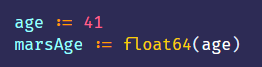 age := 41
marsAge := float64(age)